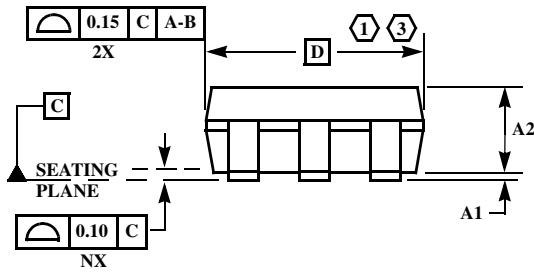 0.15 C A-B
2X
D 1 3
C
A2
SEATING
PLANE
A1
0.10 C
NX